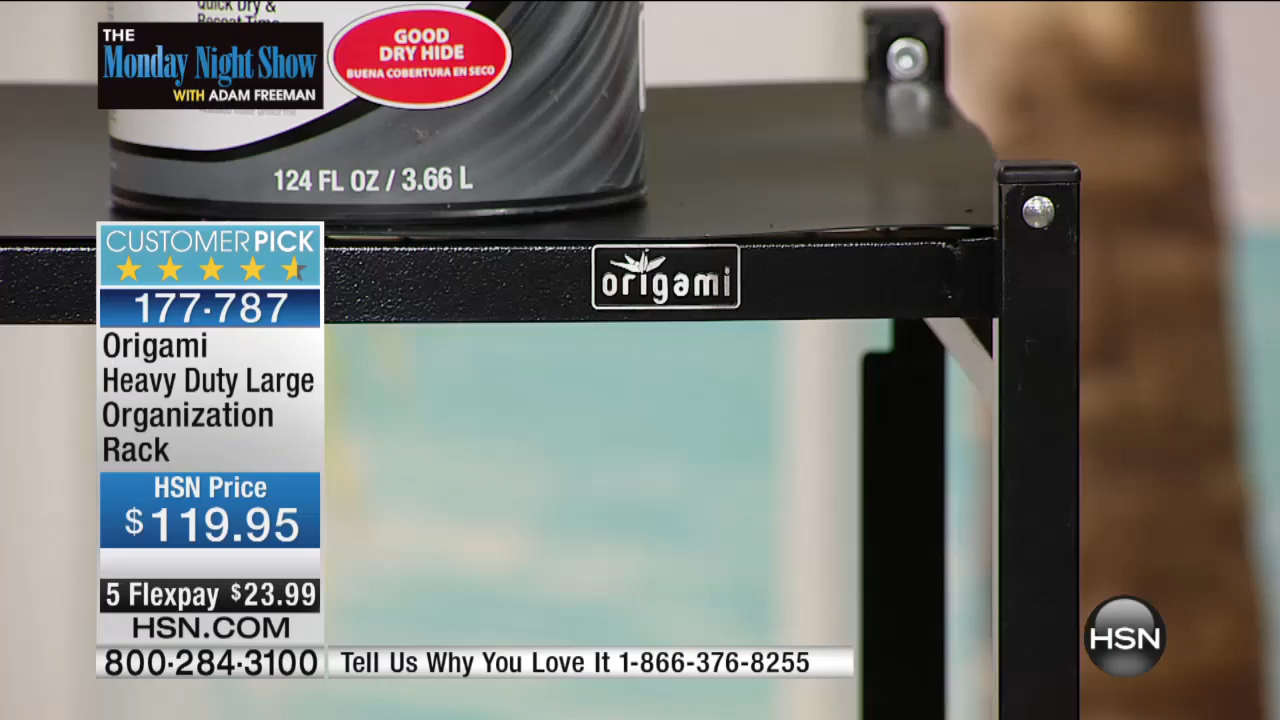 Quick Dry &
THE
Monday Night Show
WITH ADAM FREEMAN
GOOD
DRY HIDE
BUENA COBERTURA EN SECO
124 FL OZ / 3.66 L
CUSTOMER PICK
177-787
origami
Origami
Heavy Duty Large
Organization
Rack
HSN Price
$119.95
5 Flexpay $23.99
HSN.COM
800-284-3100
Tell Us Why You Love It 1-866-376-8255
HSN